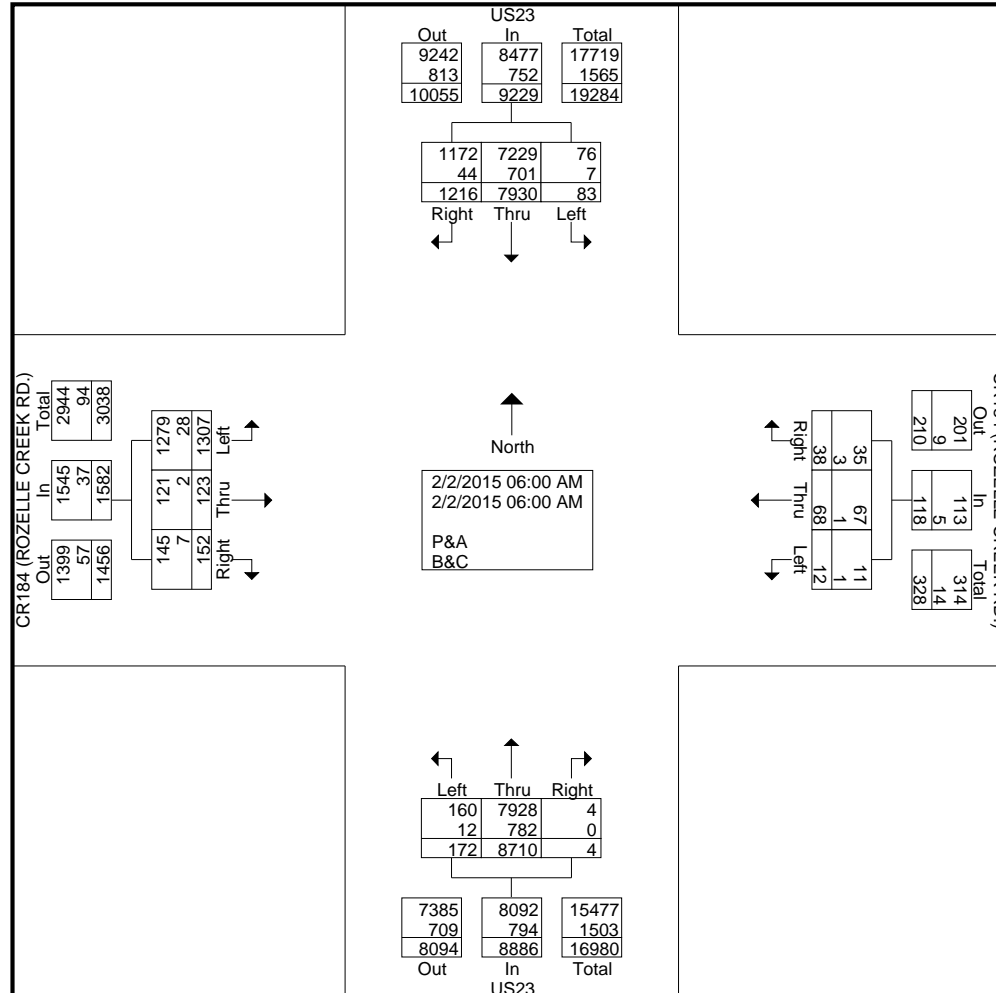 US23
Out In Total
9242 8477 17719
813 752 1565
10055 9229 19284
1172 7229 76
44 701 7
1216 7930 83
Right Thru Left
CR184 (ROZELLE CREEK RD.)
Total In Out
2944 1545 1399
94 37 57
3038 1582 1456
1279 121 145
28 2 7
1307 123 152
Left Thru Right
North
2/2/2015 06:00 AM
2/2/2015 06:00 AM
P&A
B&C
Right Thru Left
35 67 11
3 1 1
38 68 12
Out In Total
201 113 314
9 5 14
210 118 328
Left Thru Right
160 7928 4
12 782 0
172 8710 4
7385 8092 15477
709 794 1503
8094 8886 16980
Out In Total
US23